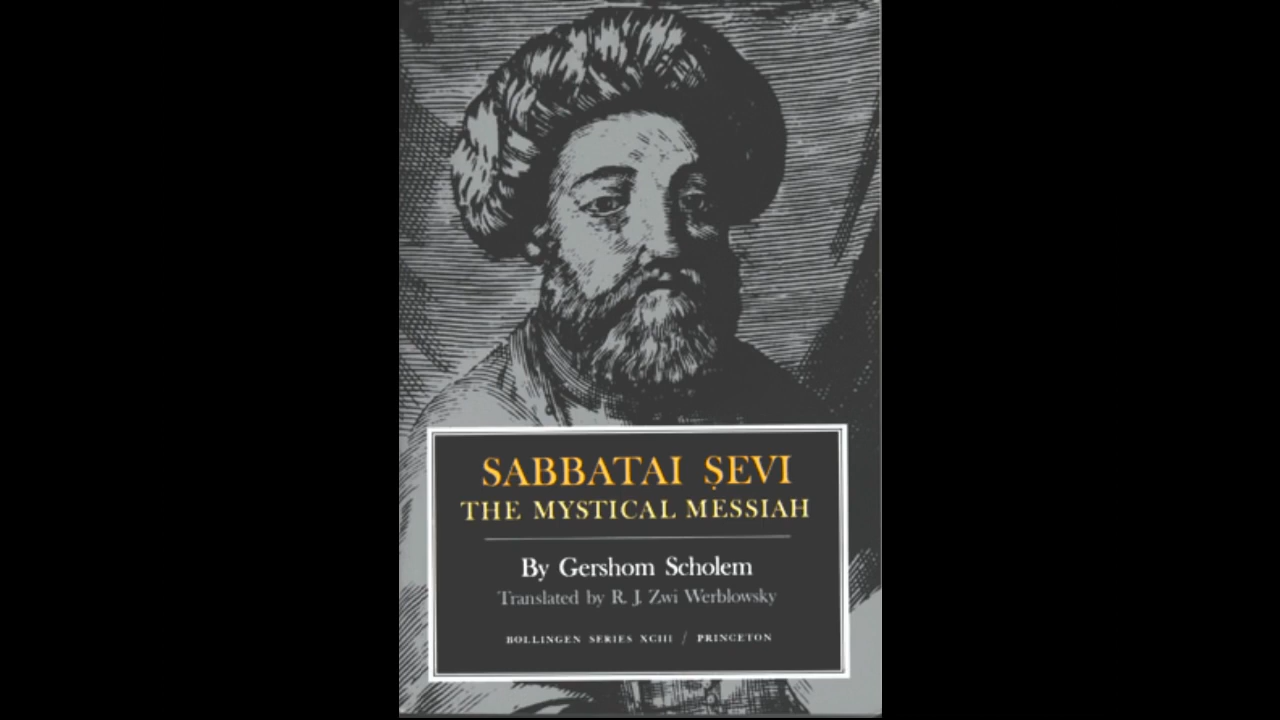 SABBATAI ṢEVI
THE MYSTICAL MESSIAH
By Gershom Scholem
Translated by R. J. Zwi Werblowsky
BOLLINGEN SERIES XCIII / PRINCETON